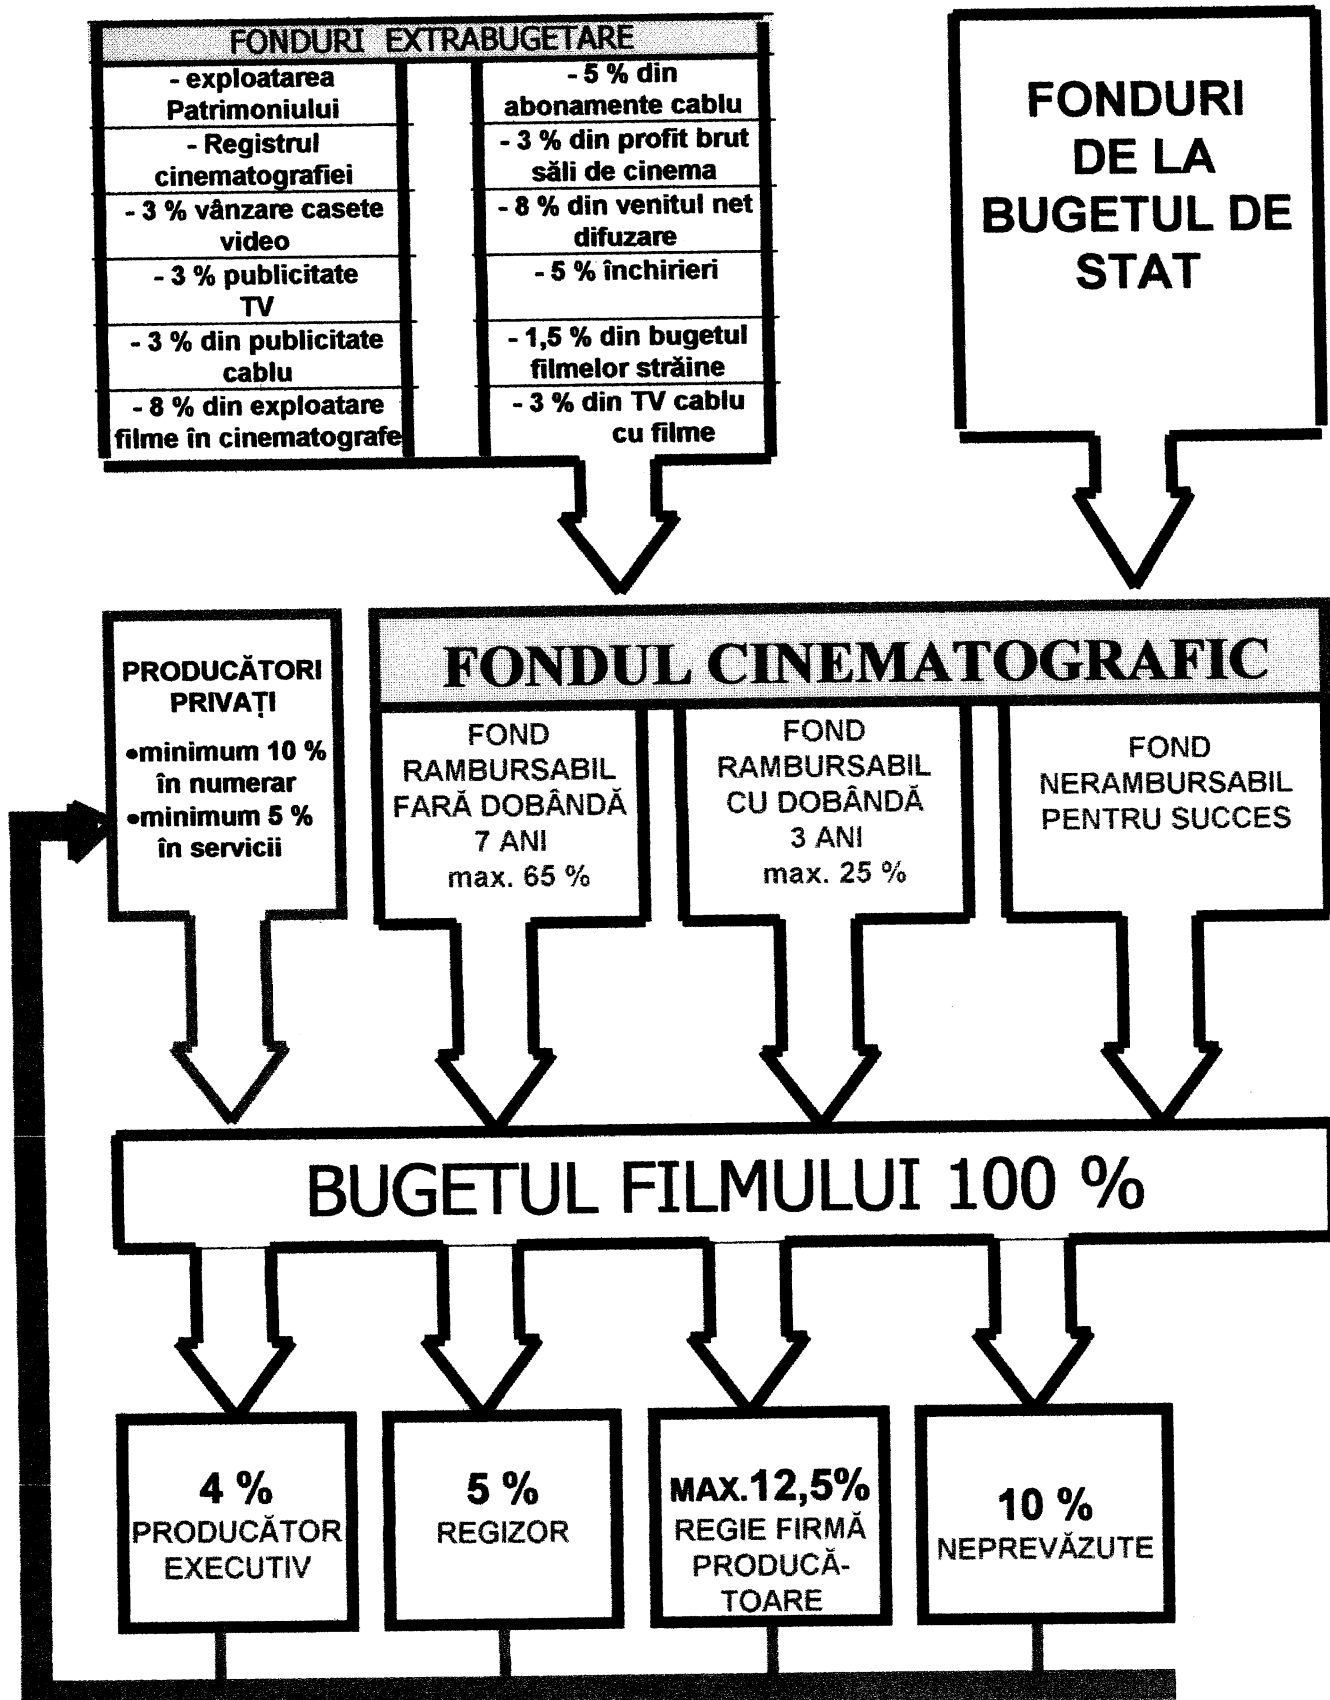 FONDURI EXTRABUGETARE
- exploatarea
Patrimoniului
- Registrul
cinematografiei
- 3 % vânzare casete
video
- 3 % publicitate
TV
- 3 % din publicitate
cablu
- 8 % din exploatare
filme în cinematografe
- 5 % din
abonamente cablu
- 3 % din profit brut
săli de cinema
- 8 % din venitul net
difuzare
- 5 % închirieri
- 1,5 % din bugetul
filmelor străine
- 3 % din TV cablu
cu filme
FONDURI
DE LA
BUGETUL DE
STAT
PRODUCĂTORI
PRIVAȚI
•minimum 10 %
în numerar
•minimum 5 %
în servicii
FONDUL CINEMATOGRAFIC
FOND
RAMBURSABIL
FARĂ DOBÂNDĂ
7 ANI
max. 65 %
FOND
RAMBURSABIL
CU DOBÂNDĂ
3 ANI
max. 25 %
FOND
NERAMBURSABIL
PENTRU SUCCES
BUGETUL FILMULUI 100 %
4 %
PRODUCĂTOR
EXECUTIV
5 %
REGIZOR
MAX.12,5%
REGIE FIRMĂ
PRODUCĂ-
TOARE
10 %
NEPREVĂZUTE